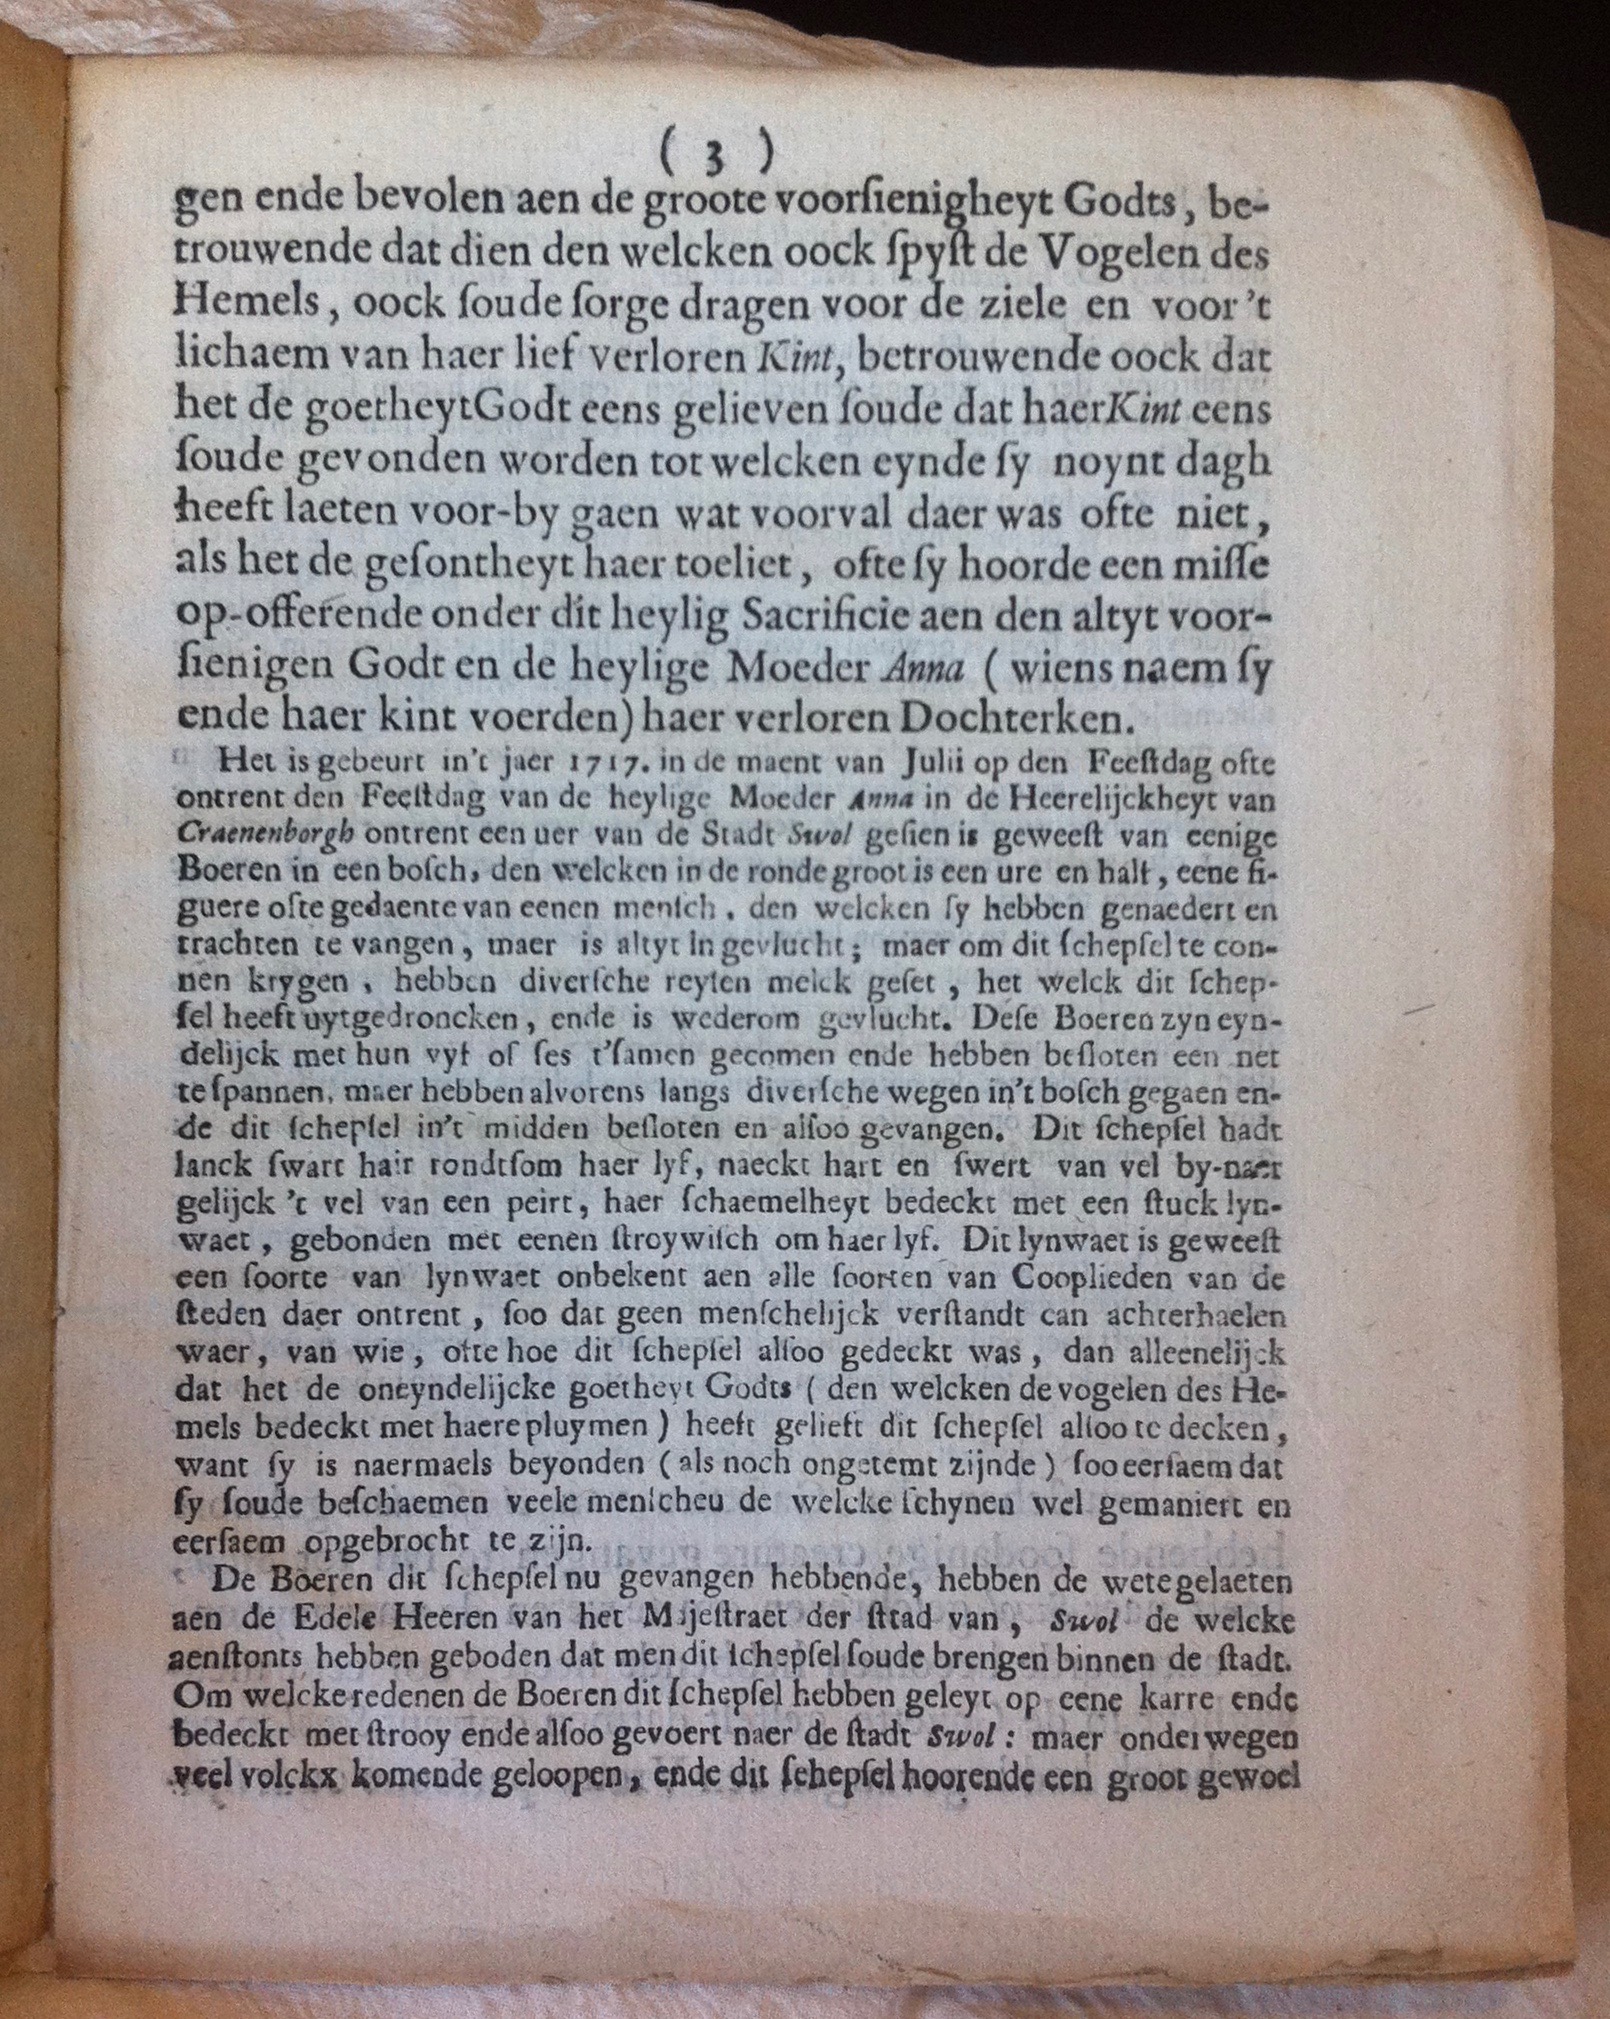 ( 3 )
gen ende bevolen aen de groote voorſienigheyt Godts, be-
trouwende dat dien den welcken oock ſpyſt de Vogelen des
Hemels, oock ſoude ſorge dragen voor de ziele en voor 't
lichaem van haer lief verloren Kint, betrouwende oock dat
het de goetheytGodt eens gelieven ſoude dat haerKint eens
ſoude gevonden worden tot welcken eynde ſy noynt dagh
heeft laeten voor-by gaen wat voorval daer was ofte niet,
als het de geſontheyt haer toeliet, ofte ſy hoorde een miſſe
op-offerende onder dit heylig Sacrificie aen den altyt voor-
ſienigen Godt en de heylige Moeder Anna ( wiens naem ſy
ende haer kint voerden) haer verloren Dochterken.
Het is gebeurt in't jaer 1717. in de maent van Julii op den Feeſtdag ofte
ontrent den Feeſtdag van de heylige Moeder Anna in de Heerelijckheyt van
Craenenborgh ontrent een uer van de Stadt Swol geſien is geweeſt van eenige
Boeren in een boſch, den welcken in de ronde groot is een ure en half, eene fi-
guere ofte gedaente van eenen menſch, den welcken ſy hebben genaedert en
trachten te vangen, maer is altyt in gevlucht; maer om dit ſchepſel te con-
nen krygen, hebben diverſche reyſen melck geſet, het welck dit ſchep-
ſel heeft uytgedroncken, ende is wederom gevlucht. Deſe Boeren zyn eyn-
delijck met hun vyf of ſes t'ſamen gecomen ende hebben beſloten een net
te ſpannen, maer hebben alvorens langs diverſche wegen in't boſch gegaen en-
de dit ſchepſel in't midden beſloten en alſoo gevangen. Dit ſchepſel hadt
lanck ſwart hair rondtſom haer lyf, naeckt hart en ſwert van vel by-naer
gelijck 't vel van een peirt, haer ſchaemelheyt bedeckt met een ſtuck lyn-
waet, gebonden met eenen ſtroywiſch om haer lyf. Dit lynwaet is geweeſt
een ſoorte van lynwaet onbekent aen alle ſoorten van Cooplieden van de
ſteden daer ontrent, ſoo dat geen menſchelijck verſtandt can achterhaelen
waer, van wie, ofte hoe dit ſchepſel alſoo gedeckt was, dan alleenelijck
dat het de oneyndelijcke goetheyt Godts ( den welcken de vogelen des He-
mels bedeckt met haere pluymen ) heeft gelieft dit ſchepſel alſoo te decken,
want ſy is naermaels beyonden ( als noch ongetemt zijnde ) ſoo eerſaem dat
ſy ſoude beſchaemen veele menſcheu de welcke ſchynen wel gemaniert en
eerſaem opgebrocht te zijn.
De Boeren dit ſchepſel nu gevangen hebbende, hebben de wete gelaeten
aen de Edele Heeren van het Majeſtraet der ſttad van, Swol de welcke
aenſtonts hebben geboden dat men dit ſchepſel ſoude brengen binnen de ſtadt.
Om welcke redenen de Boeren dit ſchepſel hebben geleyt op eene karre ende
bedeckt met ſtrooy ende alſoo gevoert naer de ſtadt Swol : maer onderwegen
veel volckx komende geloopen, ende dit ſehepſel hoorende een groot gewoel